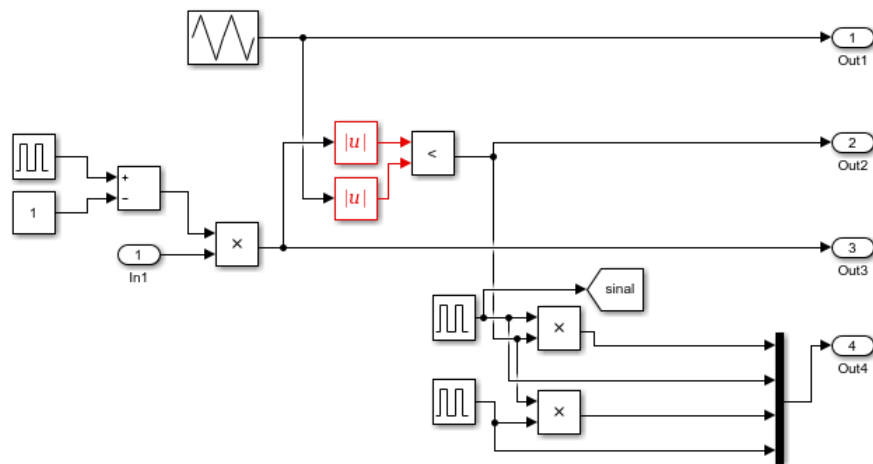 1
Out1
|u|
<
2
Out2
+
−
|u|
1
×
1
In1
3
Out3
sinal
×
4
Out4
×